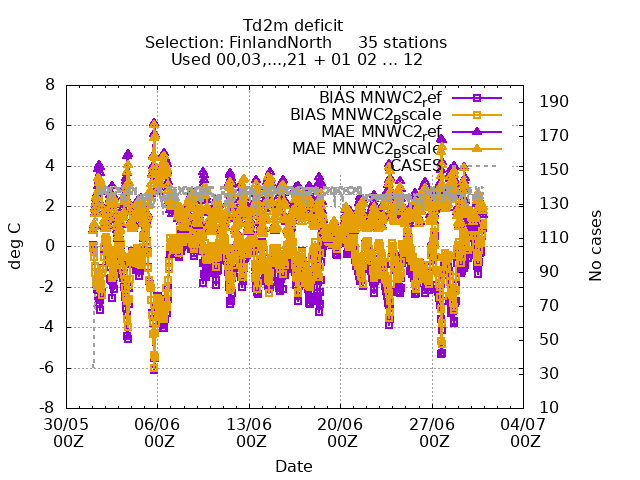 Td2m deficit
Selection: FinlandNorth 35 stations
Used 00,03,...,21 + 01 02 ... 12
BIAS MNWC2ref
BIAS MNWC2Bscale
MAE MNWC2ref
MAE MNWC2Bscale
CASES
deg C
8
6
4
2
0
-2
-4
-6
-8
No cases
190
170
150
130
110
90
70
50
30
10
30/05 06/06 13/06 20/06 27/06 04/07
00Z 00Z 00Z 00Z 00Z 00Z
Date